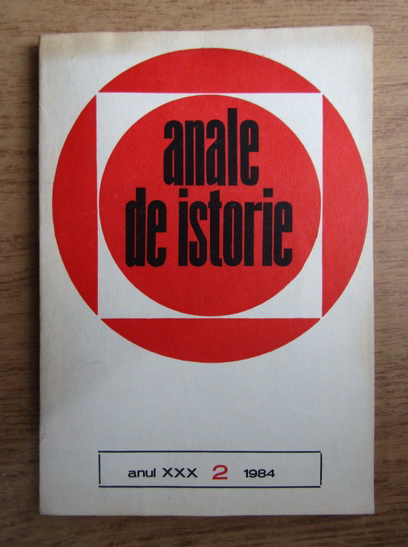 anale
de istorie
anul XXX 2 1984